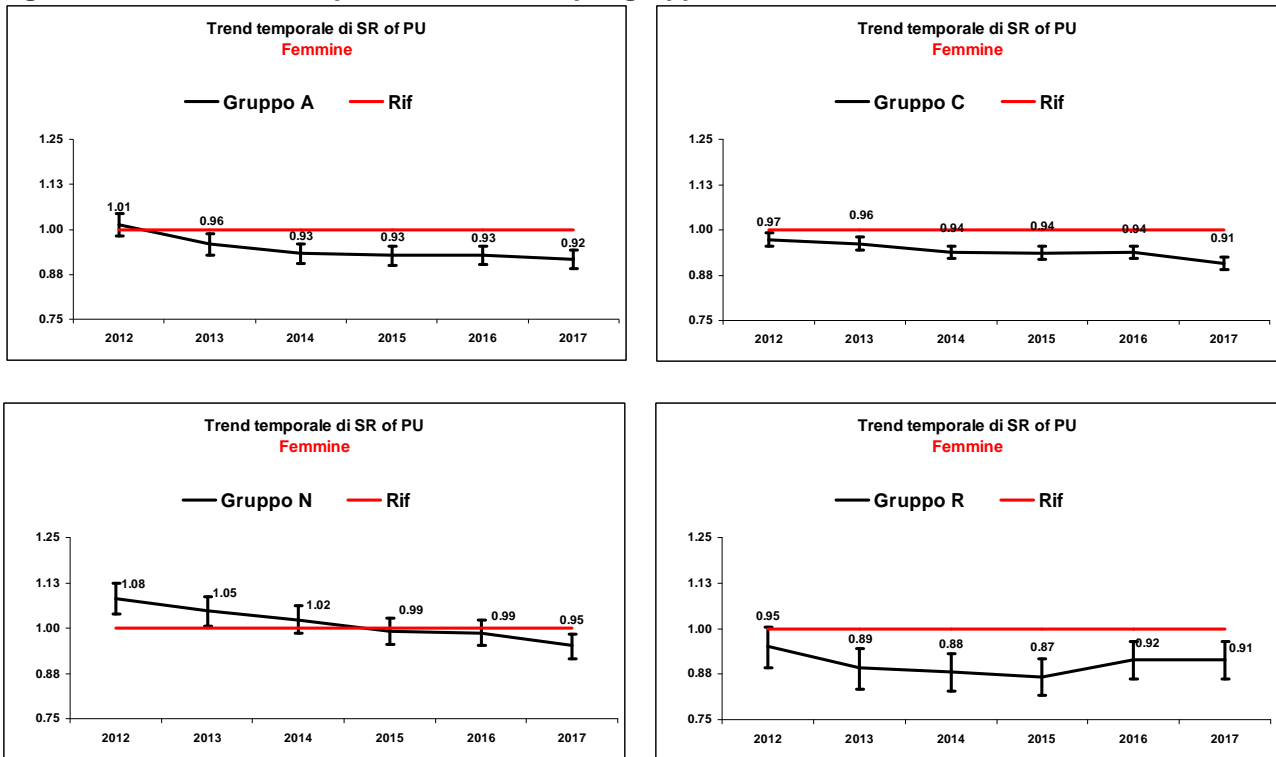 Trend temporale di SR of PU
Femmine
Gruppo A Rif
1.25
1.13
1.00
0.88
0.75
1.01
0.96
0.93
0.93
0.93
0.92
2012 2013 2014 2015 2016 2017
Trend temporale di SR of PU
Femmine
Gruppo C Rif
1.25
1.13
1.00
0.88
0.75
0.97
0.96
0.94
0.94
0.94
0.91
2012 2013 2014 2015 2016 2017
Trend temporale di SR of PU
Femmine
Gruppo N Rif
1.25
1.13
1.00
0.88
0.75
1.08
1.05
1.02
0.99
0.99
0.95
2012 2013 2014 2015 2016 2017
Trend temporale di SR of PU
Femmine
Gruppo R Rif
1.25
1.13
1.00
0.88
0.75
0.95
0.89
0.88
0.87
0.92
0.91
2012 2013 2014 2015 2016 2017